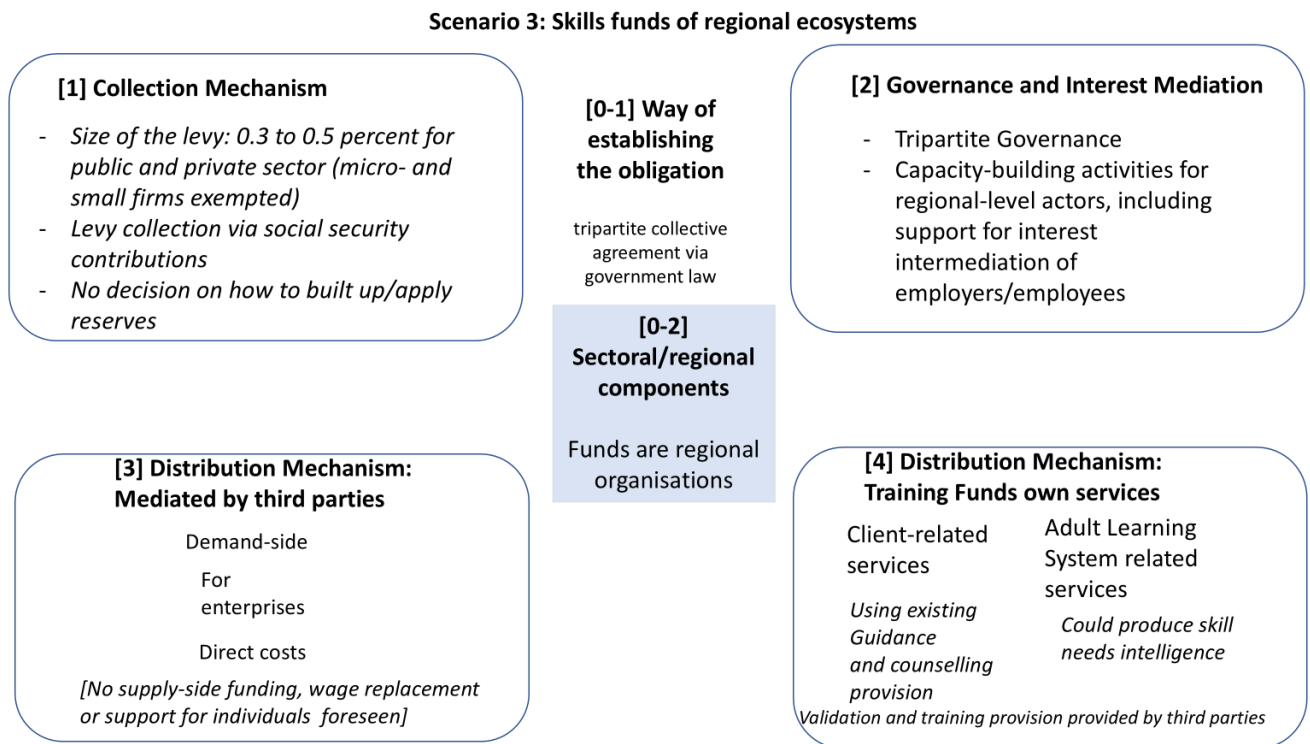 Scenario 3: Skills funds of regional ecosystems
[1] Collection Mechanism
- Size of the levy: 0.3 to 0.5 percent for
public and private sector (micro- and
small firms exempted)
- Levy collection via social security
contributions
- No decision on how to built up/apply
reserves
[0-1] Way of
establishing
the obligation
tripartite collective
agreement via
government law
[2] Governance and Interest Mediation
- Tripartite Governance
- Capacity-building activities for
regional-level actors, including
support for interest
intermediation of
employers/employees
[0-2]
Sectoral/regional
components
Funds are regional
organisations
[3] Distribution Mechanism:
Mediated by third parties
Demand-side
For
enterprises
Direct costs
[No supply-side funding, wage replacement
or support for individuals foreseen]
[4] Distribution Mechanism:
Training Funds own services
Client-related
services
Using existing
Guidance
and counselling
provision
Adult Learning
System related
services
Could produce skill
needs intelligence
Validation and training provision provided by third parties